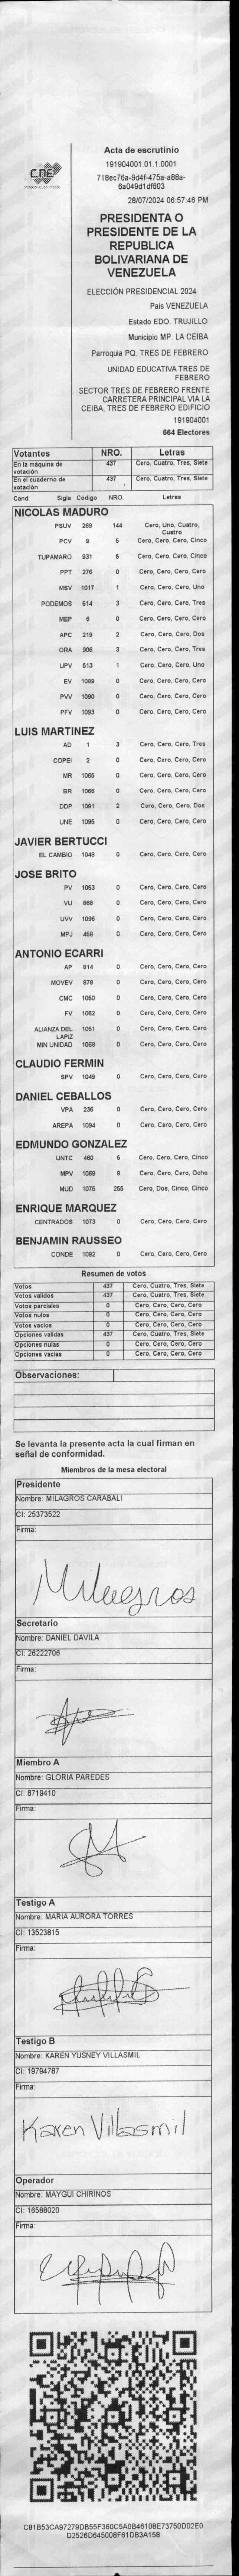 CNE
Acta de escrutinio
191904001.01.1.0001
718ec76a-9d4f-475a-a88a-
6a049d1df603
28/07/2024 06:57:46 PM
PRESIDENTA O
PRESIDENTE DE LA
REPUBLICA
BOLIVARIANA DE
VENEZUELA
ELECCIÓN PRESIDENCIAL 2024
Pais VENEZUELA
Estado EDO. TRUJILLO
Municipio MP. LA CEIBA
Parroquia PQ. TRES DE FEBRERO
UNIDAD EDUCATIVA TRES DE
FEBRERO
SECTOR TRES DE FEBRERO FRENTE
CARRETERA PRINCIPAL VIA LA
CEIBA, TRES DE FEBRERO EDIFICIO
191904001
664 Electores
Votantes NRO. Letras
En la máquina de votación 437 Cero, Cuatro, Tres, Siete
En el cuaderno de votación 437 Cero, Cuatro, Tres, Siete
Cand. Sigla Código NRO. Letras
NICOLAS MADURO
PSUV 269 144 Cero, Uno, Cuatro, Cuatro
PCV 9 5 Cero, Cero, Cero, Cinco
TUPAMARO 931 5 Cero, Cero, Cero, Cinco
PPT 276 0 Cero, Cero, Cero, Cero
MSV 1017 1 Cero, Cero, Cero, Uno
PODEMOS 514 3 Cero, Cero, Cero, Tres
MEP 6 0 Cero, Cero, Cero, Cero
APC 219 2 Cero, Cero, Cero, Dos
ORA 906 3 Cero, Cero, Cero, Tres
UPV 513 1 Cero, Cero, Cero, Uno
EV 1089 0 Cero, Cero, Cero, Cero
PVV 1090 0 Cero, Cero, Cero, Cero
PFV 1093 0 Cero, Cero, Cero, Cero
LUIS MARTINEZ
AD 1 3 Cero, Cero, Cero, Tres
COPEI 2 0 Cero, Cero, Cero, Cero
MR 1065 0 Cero, Cero, Cero, Cero
BR 1066 0 Cero, Cero, Cero, Cero
DDP 1091 2 Cero, Cero, Cero, Dos
UNE 1095 0 Cero, Cero, Cero, Cero
JAVIER BERTUCCI
EL CAMBIO 1048 0 Cero, Cero, Cero, Cero
JOSE BRITO
PV 1053 0 Cero, Cero, Cero, Cero
VU 868 0 Cero, Cero, Cero, Cero
UVV 1096 0 Cero, Cero, Cero, Cero
MPJ 458 0 Cero, Cero, Cero, Cero
ANTONIO ECARRI
AP 814 0 Cero, Cero, Cero, Cero
MOVEV 878 0 Cero, Cero, Cero, Cero
CMC 1050 0 Cero, Cero, Cero, Cero
FV 1062 0 Cero, Cero, Cero, Cero
ALIANZA DEL LAPIZ 1051 0 Cero, Cero, Cero, Cero
MIN UNIDAD 1069 0 Cero, Cero, Cero, Cero
CLAUDIO FERMIN
SPV 1049 0 Cero, Cero, Cero, Cero
DANIEL CEBALLOS
VPA 236 0 Cero, Cero, Cero, Cero
AREPA 1094 0 Cero, Cero, Cero, Cero
EDMUNDO GONZALEZ
UNTC 460 5 Cero, Cero, Cero, Cinco
MPV 1069 8 Cero, Cero, Cero, Ocho
MUD 1075 255 Cero, Dos, Cinco, Cinco
ENRIQUE MARQUEZ
CENTRADOS 1073 0 Cero, Cero, Cero, Cero
BENJAMIN RAUSSEO
CONDE 1092 0 Cero, Cero, Cero, Cero
Resumen de votos
Votos 437 Cero, Cuatro, Tres, Siete
Votos validos 437 Cero, Cuatro, Tres, Siete
Votos parciales 0 Cero, Cero, Cero, Cero
Votos nulos 0 Cero, Cero, Cero, Cero
Votos vacios 0 Cero, Cero, Cero, Cero
Opciones validas 437 Cero, Cuatro, Tres, Siete
Opciones nulas 0 Cero, Cero, Cero, Cero
Opciones vacias 0 Cero, Cero, Cero, Cero
Observaciones:
Se levanta la presente acta la cual firman en
señal de conformidad.
Miembros de la mesa electoral
Presidente
Nombre: MILAGROS CARABALI
CI: 25373522
Firma:
Milagros
Secretario
Nombre: DANIEL DAVILA
CI: 26222706
Firma:
Miembro A
Nombre: GLORIA PAREDES
CI: 8719410
Firma:
Testigo A
Nombre: MARIA AURORA TORRES
CI: 13523815
Firma:
Testigo B
Nombre: KAREN YUSNEY VILLASMIL
CI: 19794787
Firma:
Karen Villasmil
Operador
Nombre: MAYGUI CHIRINOS
CI: 16588020
Firma:
C81B53CA97279DB55F360C5A0B46108E73750D02E0
D2526D645008F61DB3A158